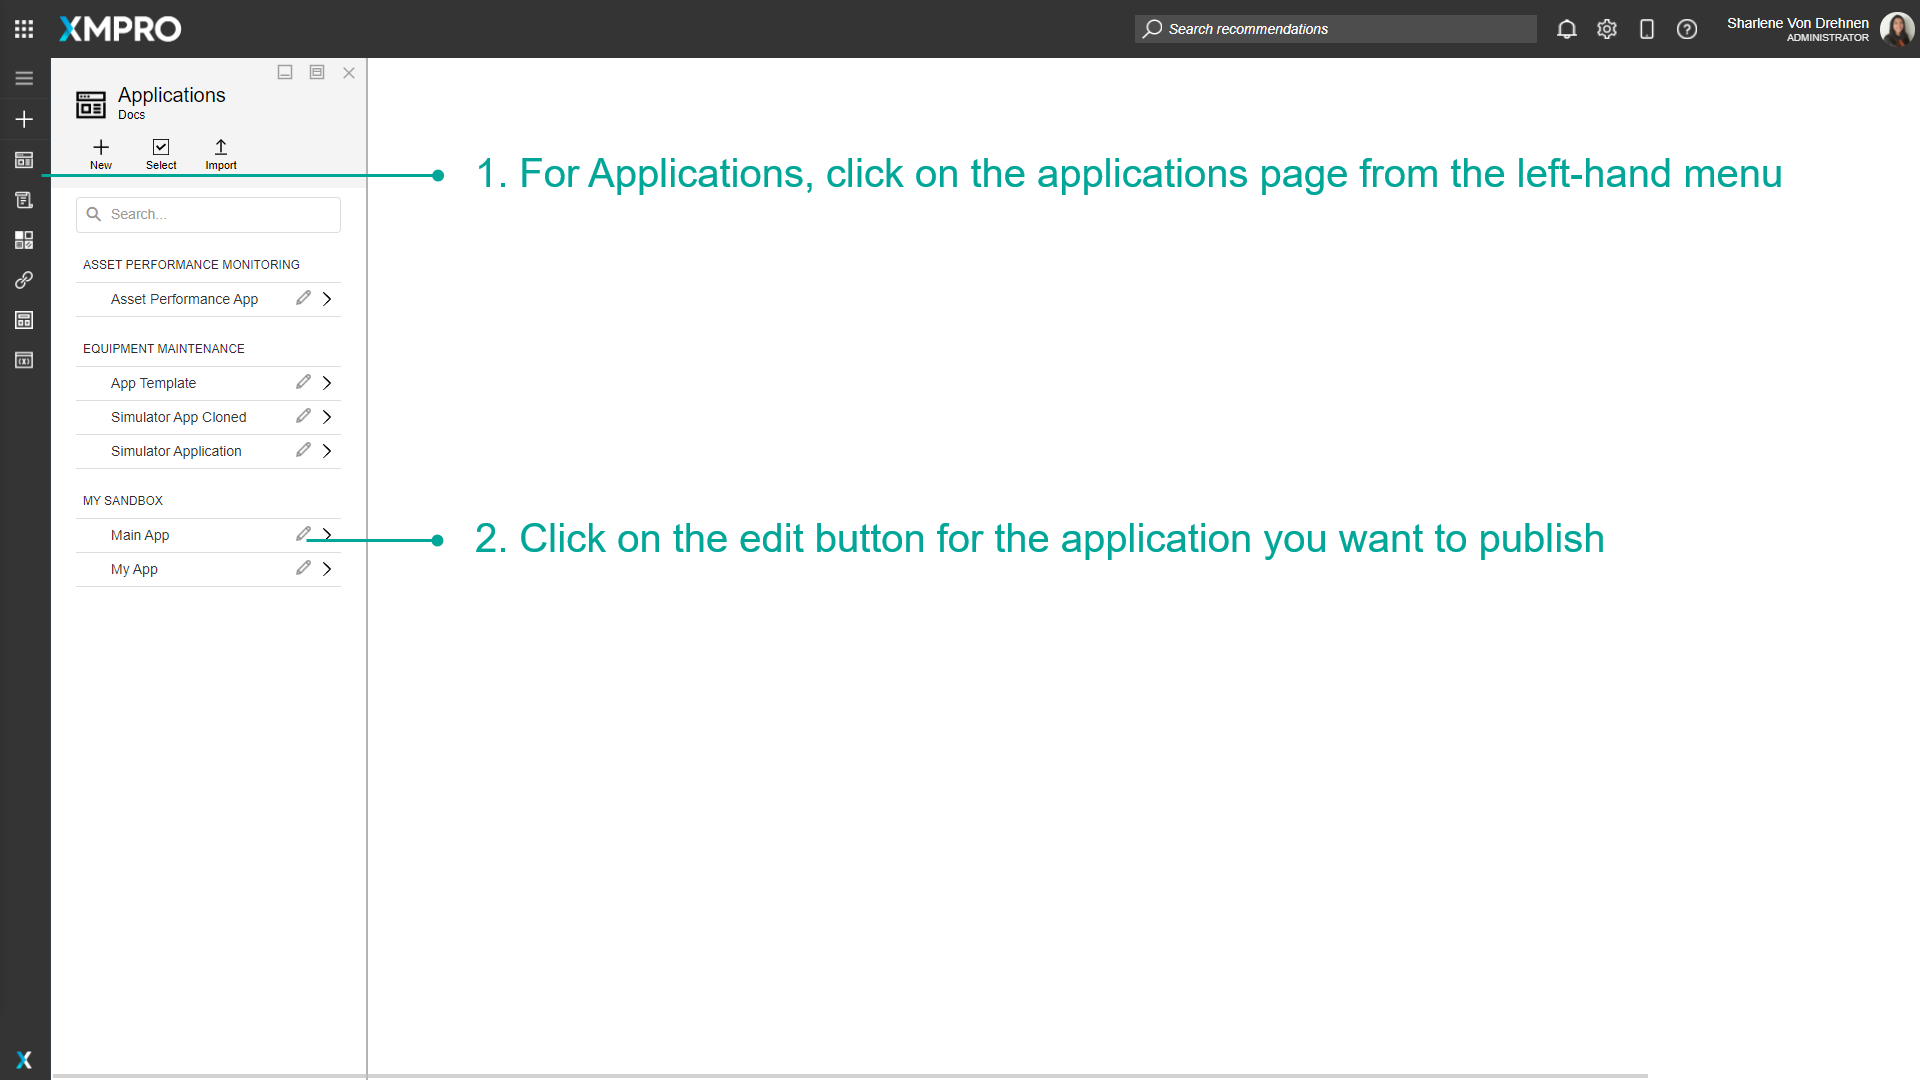 XMPRO
Search recommendations
Sharlene Von Drehnen
ADMINISTRATOR
Applications
Docs
New
Select
Import
1. For Applications, click on the applications page from the left-hand menu
Search...
ASSET PERFORMANCE MONITORING
Asset Performance App
EQUIPMENT MAINTENANCE
App Template
Simulator App Cloned
Simulator Application
MY SANDBOX
Main App
2. Click on the edit button for the application you want to publish
My App